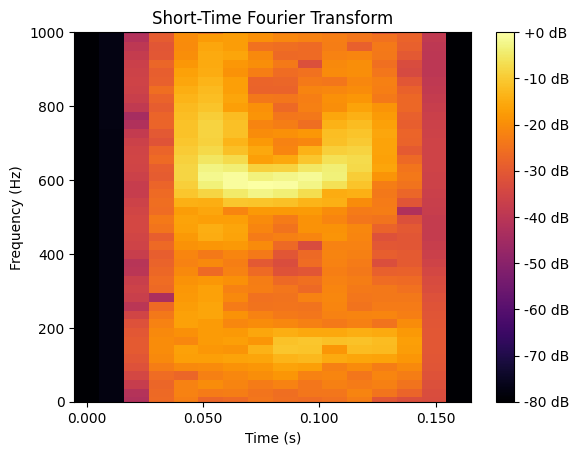 Short-Time Fourier Transform
1000
800
600
400
200
0
Frequency (Hz)
0.000
0.050
0.100
0.150
Time (s)
+0 dB
-10 dB
-20 dB
-30 dB
-40 dB
-50 dB
-60 dB
-70 dB
-80 dB